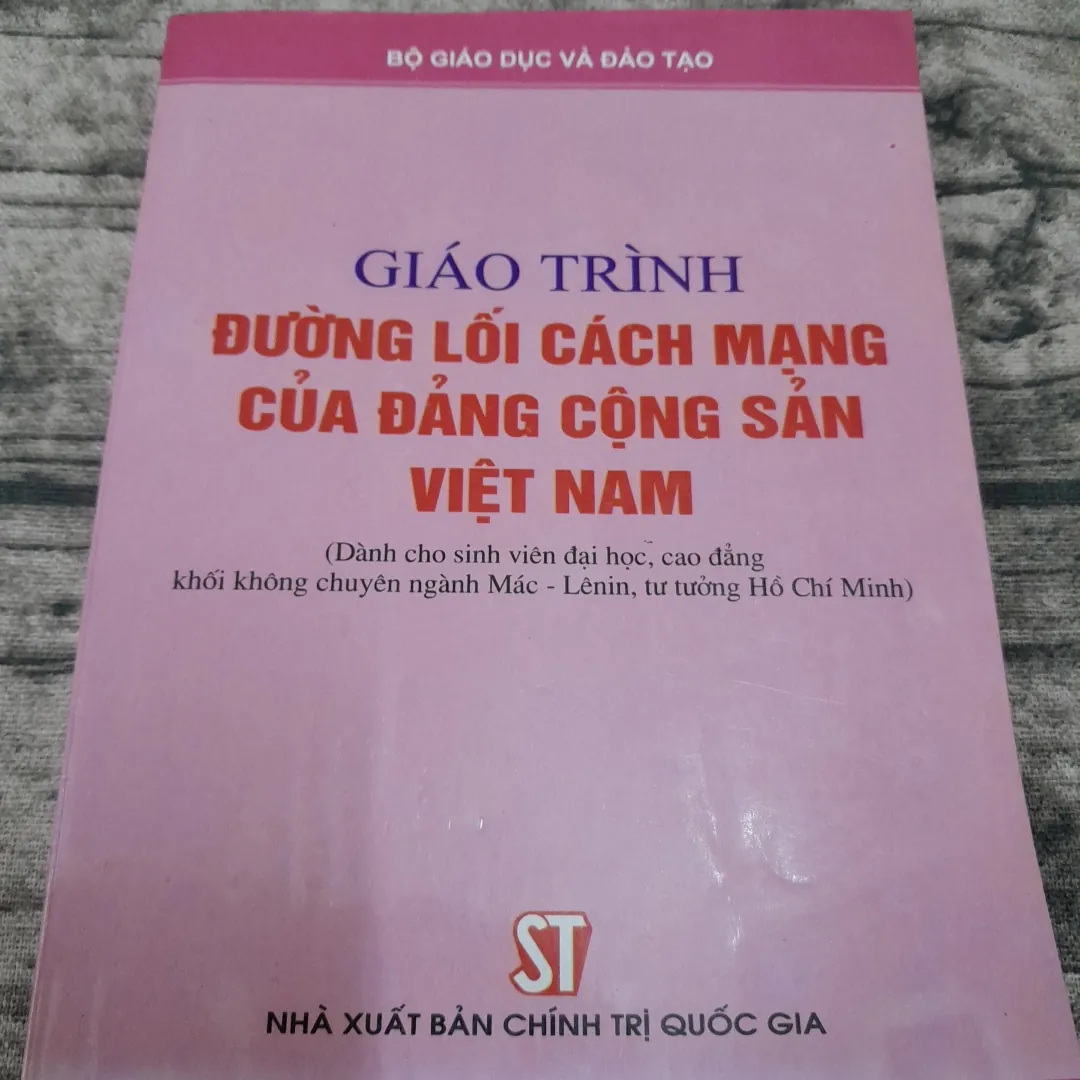 BỘ GIÁO DỤC VÀ ĐÀO TẠO
GIÁO TRÌNH
ĐƯỜNG LỐI CÁCH MẠNG
CỦA ĐẢNG CỘNG SẢN
VIỆT NAM
(Dành cho sinh viên đại học, cao đẳng
khối không chuyên ngành Mác - Lênin, tư tưởng Hồ Chí Minh)
ST
NHÀ XUẤT BẢN CHÍNH TRỊ QUỐC GIA